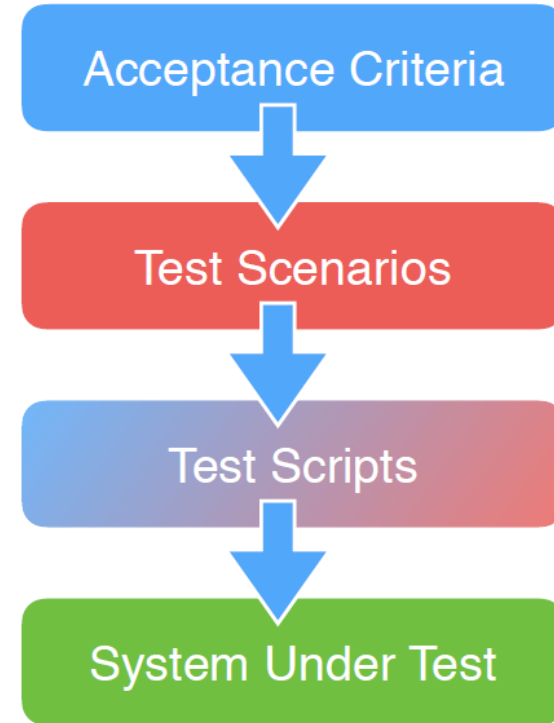 Acceptance Criteria
Test Scenarios
Test Scripts
System Under Test